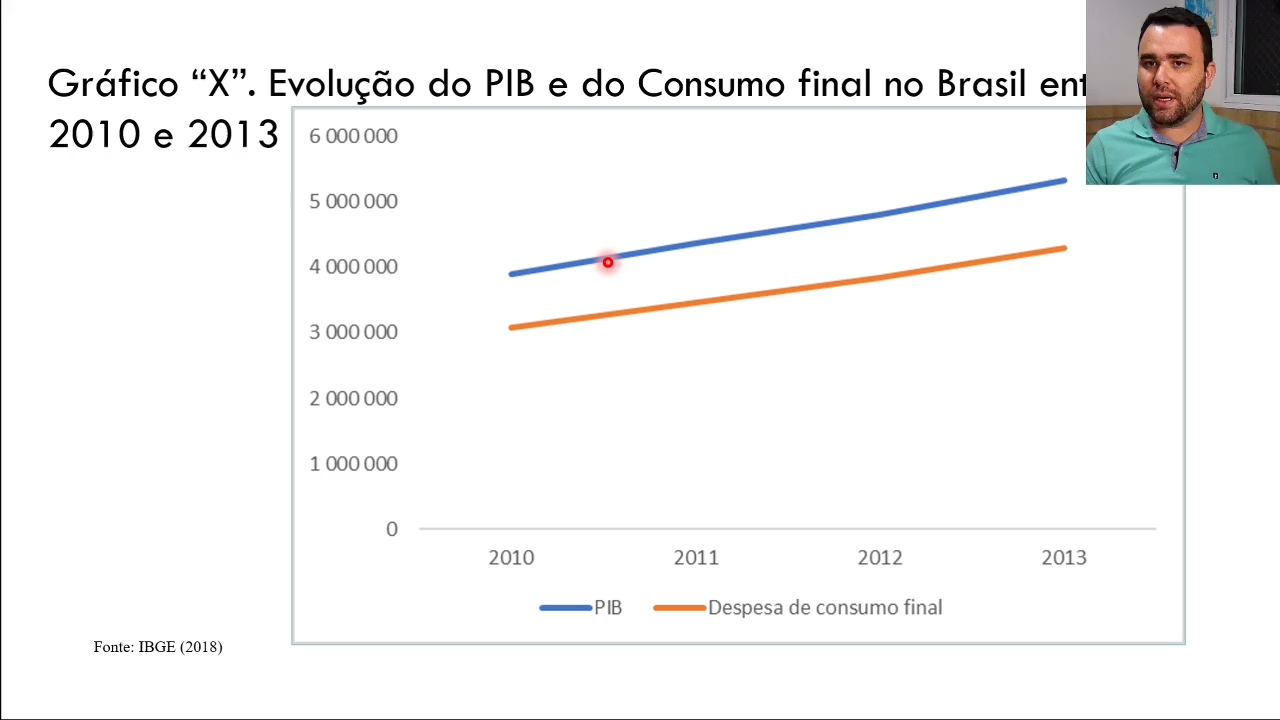 Gráfico “X”. Evolução do PIB e do Consumo final no Brasil
2010 e 2013
6 000 000
5 000 000
4 000 000
3 000 000
2 000 000
1 000 000
0
2010 2011 2012 2013
PIB Despesa de consumo final
Fonte: IBGE (2018)